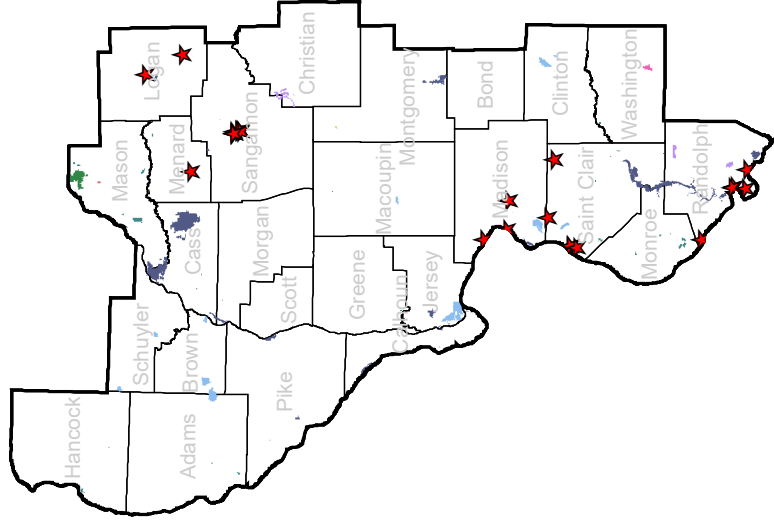 Logan
Christian
Montgomery
Bond
Clinton
Washington
Mason
Menard
Sangamon
Macoupin
Madison
Saint Clair
Randolph
Cass
Morgan
Scott
Greene
Calhoun
Jersey
Monroe
Schuyler
Brown
Pike
Hancock
Adams